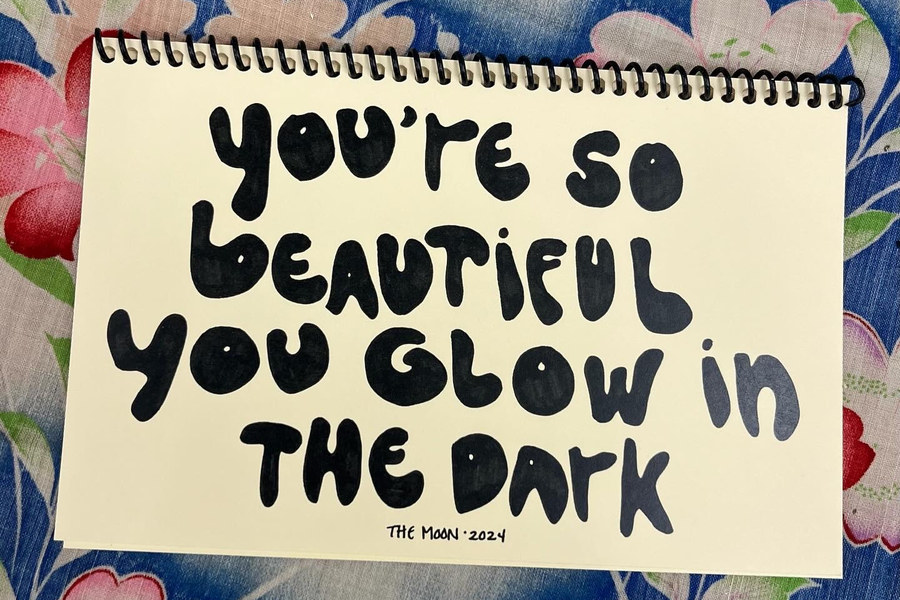 YOU'rE SO
bEAUTiFUL
YOU GLOW in
THE DArk
THE MOON · 2024